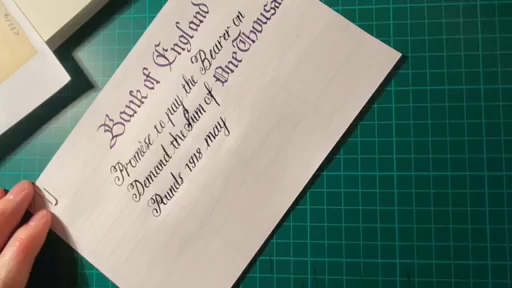 Bank of England
Promise to pay the Bearer on
Demand the Sum of One Thousa
Pounds 1918 may